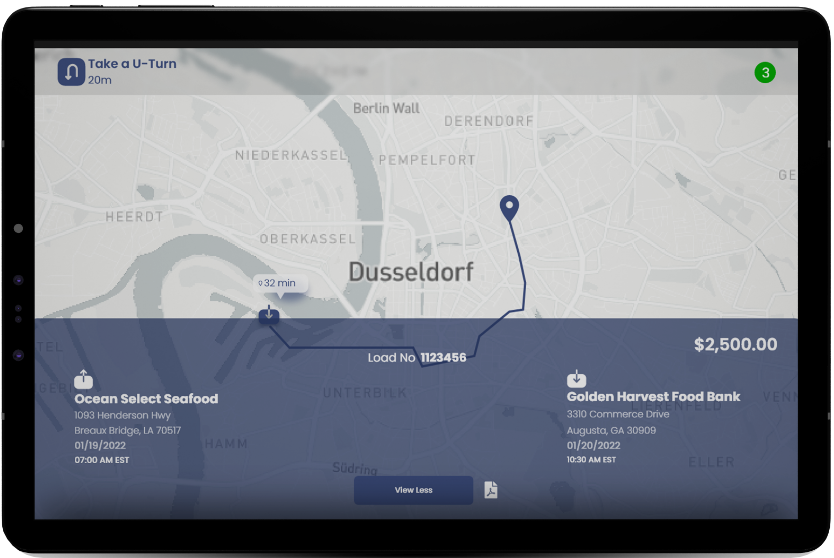 Take a U-Turn
20m
3
Berlin Wall
DERENDORF
NIEDERKASSEL
PEMPELFORT
GE
HEERDT
OBERKASSEL
Dusseldorf
32 min
$2,500.00
Load No 1123456
TEL
Ocean Select Seafood
1093 Henderson Hwy
Breaux Bridge, LA 70517
01/19/2022
07:00 AM EST
UNTERBILK
Golden Harvest Food Bank
3310 Commerce Drive
Augusta, GA 30909
01/20/2022
10:30 AM EST
LIERENFELD
VENN
HAMM
ELLER
Südring
View Less